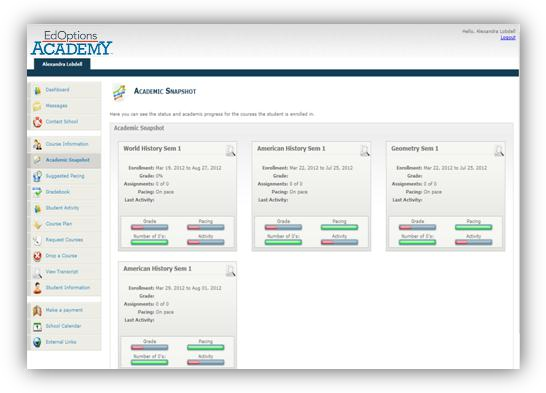 Hello, Alexandra Lobdell
Logout
EdOptions
ACADEMY
Alexandra Lobdell
Dashboard
Messages
Contact School
Course Information
Academic Snapshot
Suggested Pacing
Gradebook
Student Activity
Course Plan
Request Courses
Drop a Course
View Transcript
Student Information
Make a payment
School Calendar
External Links
ACADEMIC SNAPSHOT
Here you can see the status and academic progress for the courses the student is enrolled in.
Academic Snapshot
World History Sem 1
Enrollment: Mar 19, 2012 to Aug 27, 2012
Grade: 0%
Assignments: 0 of 0
Pacing: On pace
Last Activity:
Grade Pacing
Number of 0's: Activity
American History Sem 1
Enrollment: Mar 22, 2012 to Jul 25, 2012
Grade:
Assignments: 0 of 0
Pacing: On pace
Last Activity:
Grade Pacing
Number of 0's: Activity
Geometry Sem 1
Enrollment: Mar 22, 2012 to Jul 25, 2012
Grade:
Assignments: 0 of 0
Pacing: On pace
Last Activity:
Grade Pacing
Number of 0's: Activity
American History Sem 1
Enrollment: Mar 29, 2012 to Aug 01, 2012
Grade:
Assignments: 0 of 0
Pacing: On pace
Last Activity:
Grade Pacing
Number of 0's: Activity